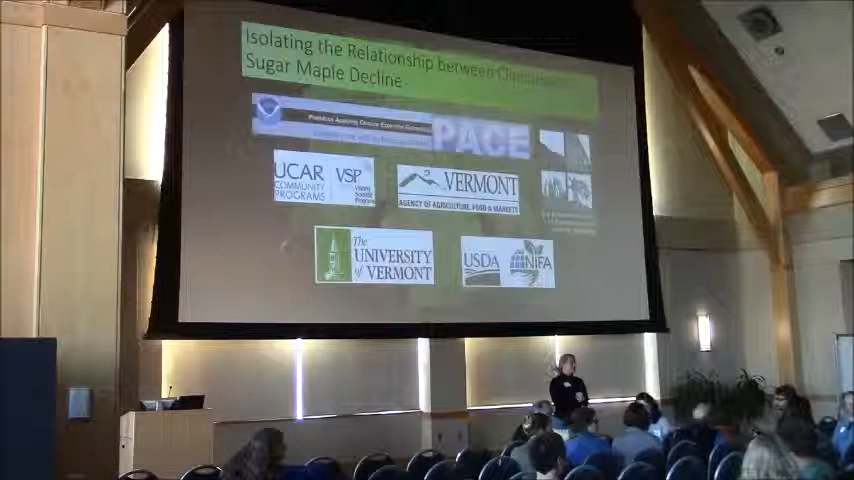 Isolating the Relationship between
Sugar Maple Decline
PACE
UCAR VSP
COMMUNITY
PROGRAMS
VERMONT
AGENCY OF AGRICULTURE, FOOD & MARKETS
The
UNIVERSITY
of VERMONT
USDA NIFA